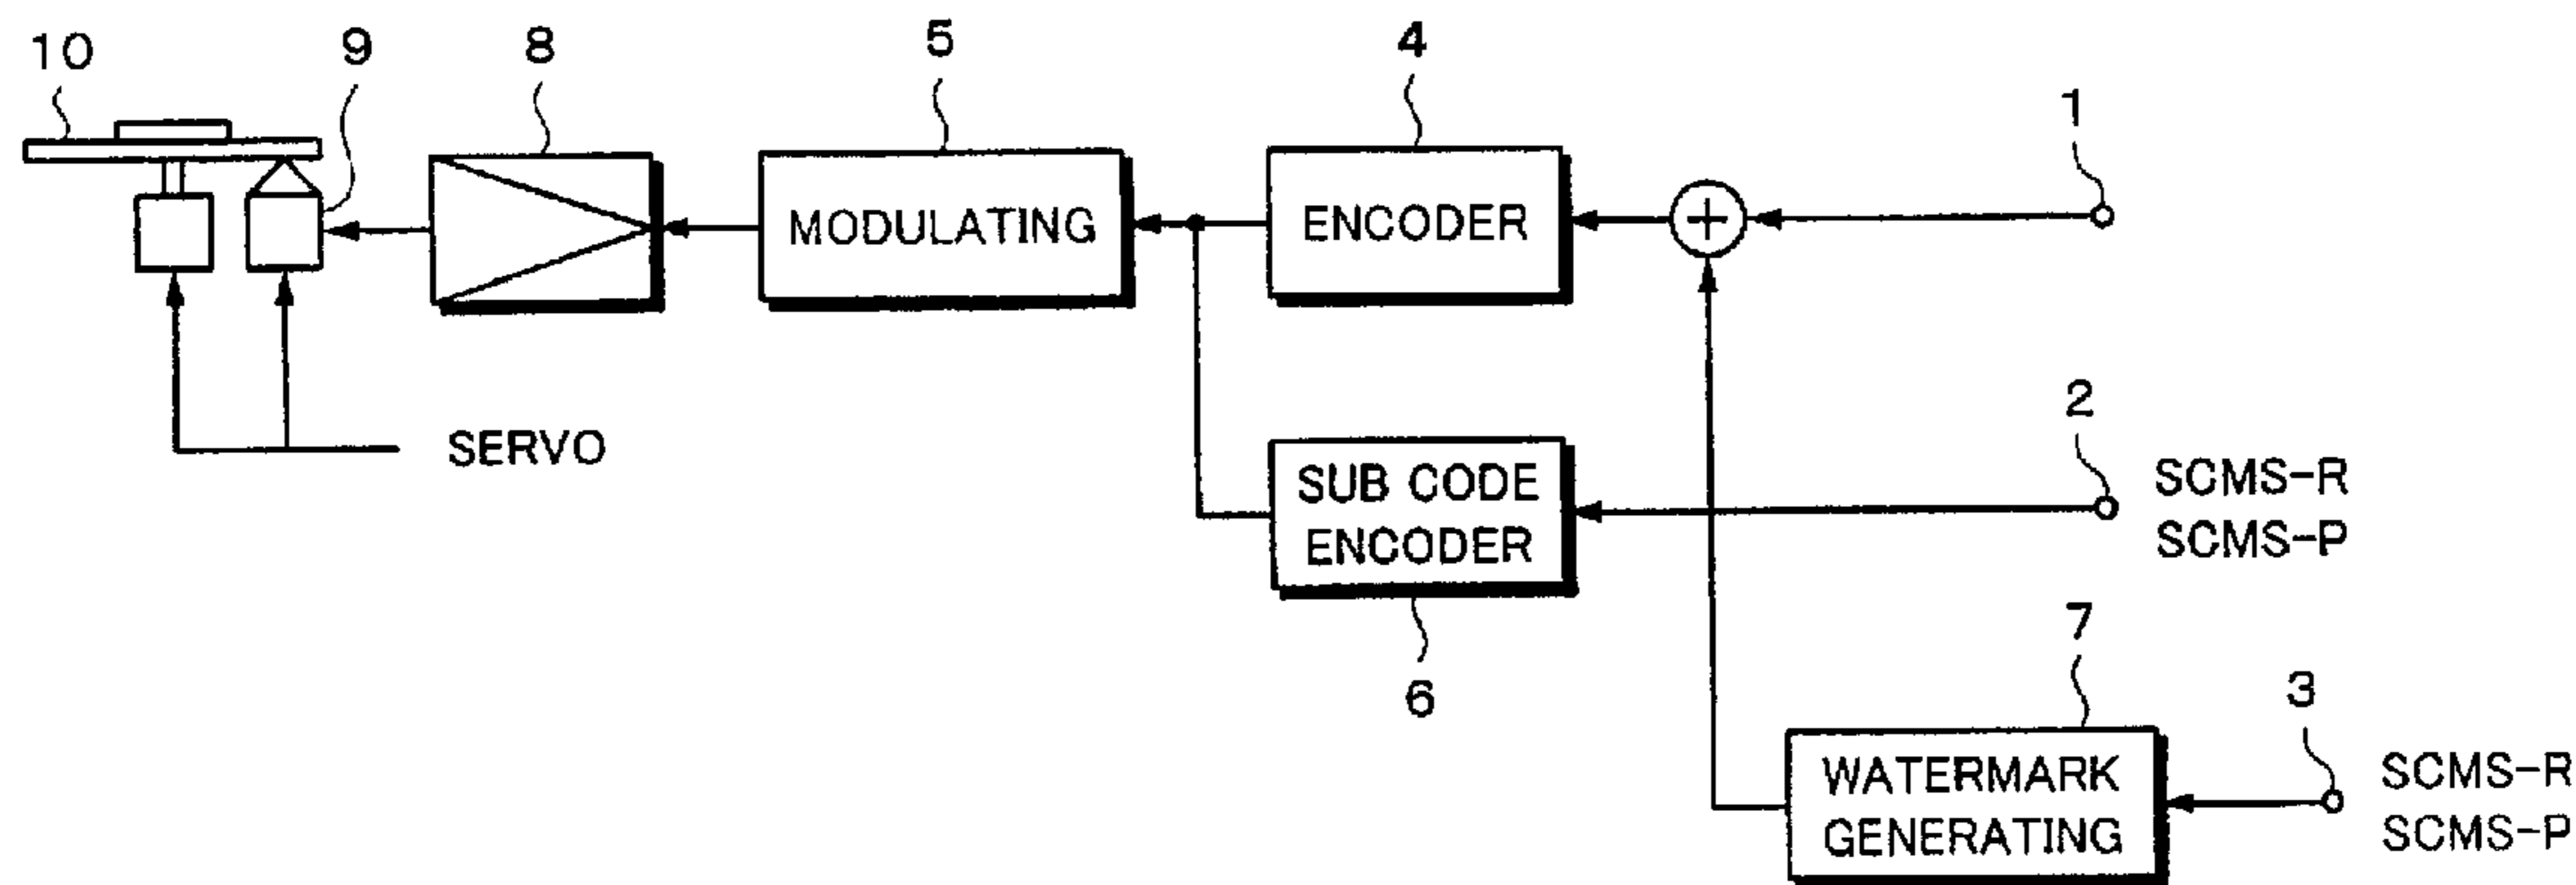 10
9
8
5
4
1
MODULATING
ENCODER
+
2
SCMS-R
SCMS-P
SERVO
SUB CODE
ENCODER
6
7
3
WATERMARK
GENERATING
SCMS-R
SCMS-P